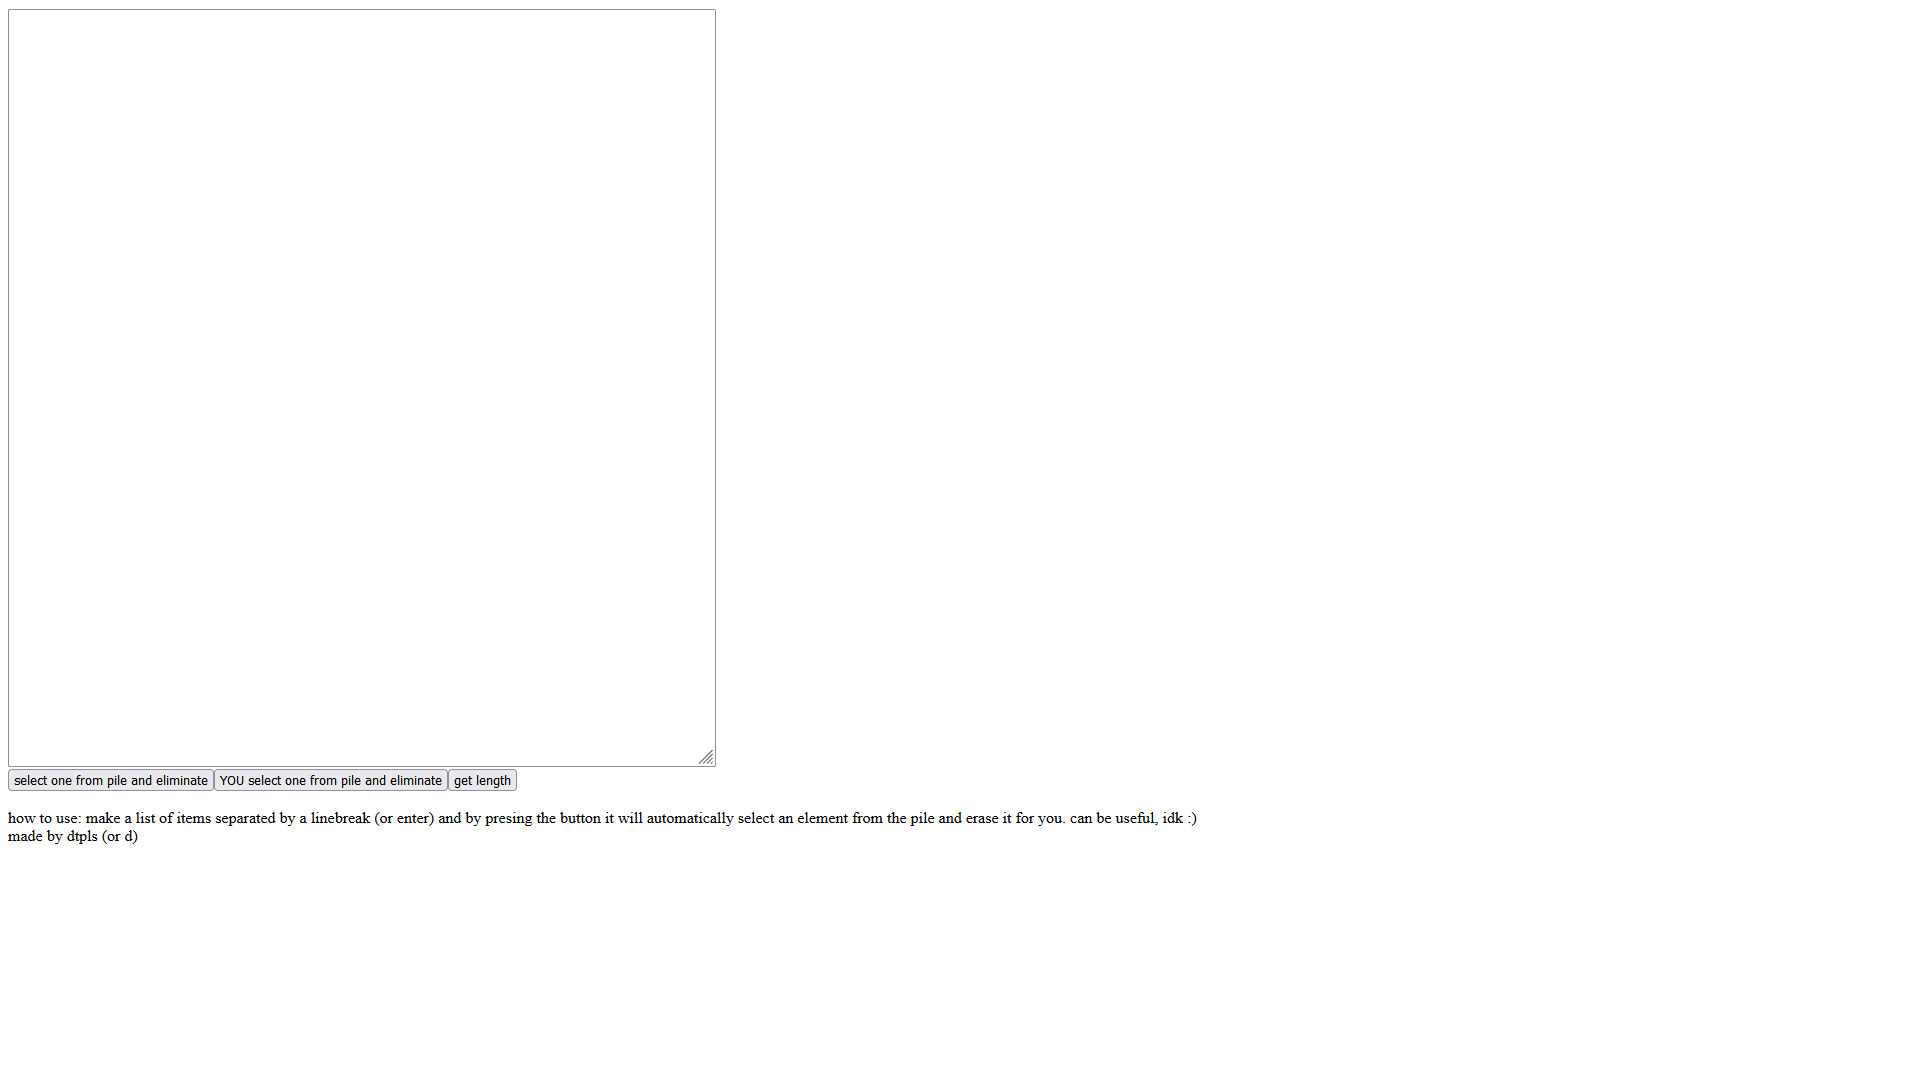 select one from pile and eliminate YOU select one from pile and eliminate get length
how to use: make a list of items separated by a linebreak (or enter) and by presing the button it will automatically select an element from the pile and erase it for you. can be useful, idk :)
made by dtpls (or d)